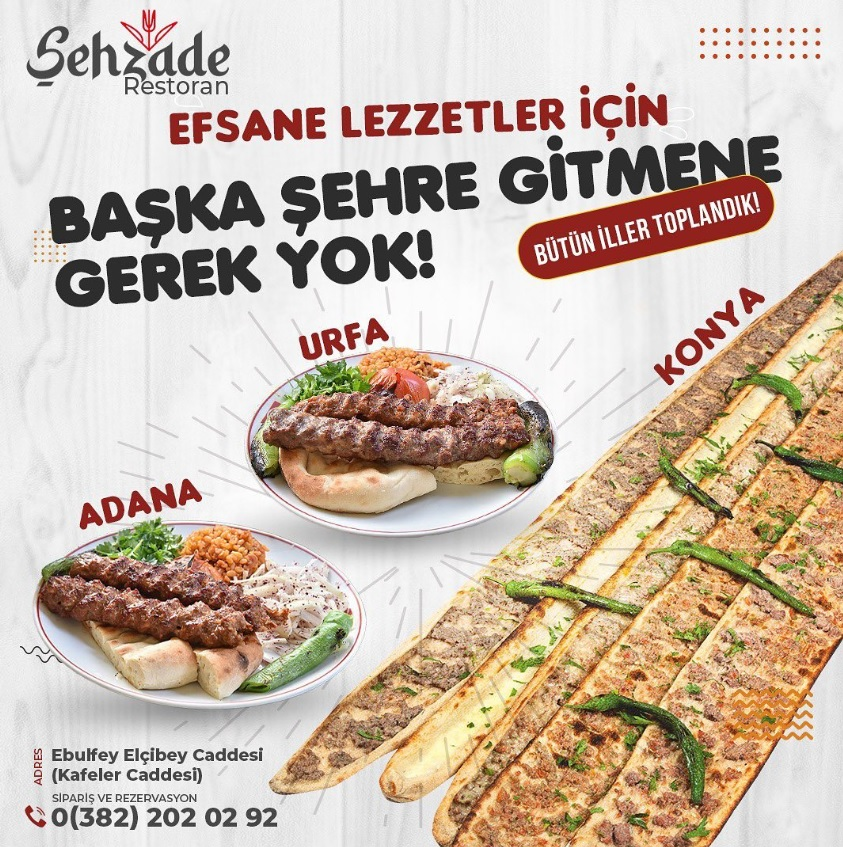 Şehzade
Restoran
EFSANE LEZZETLER İÇİN
BAŞKA ŞEHRE GİTMENE
GEREK YOK!
BÜTÜN İLLER TOPLANDIK!
URFA
KONYA
ADANA
ADRES
Ebulfey Elçibey Caddesi
(Kafeler Caddesi)
SİPARİŞ VE REZERVASYON
0(382) 202 02 92